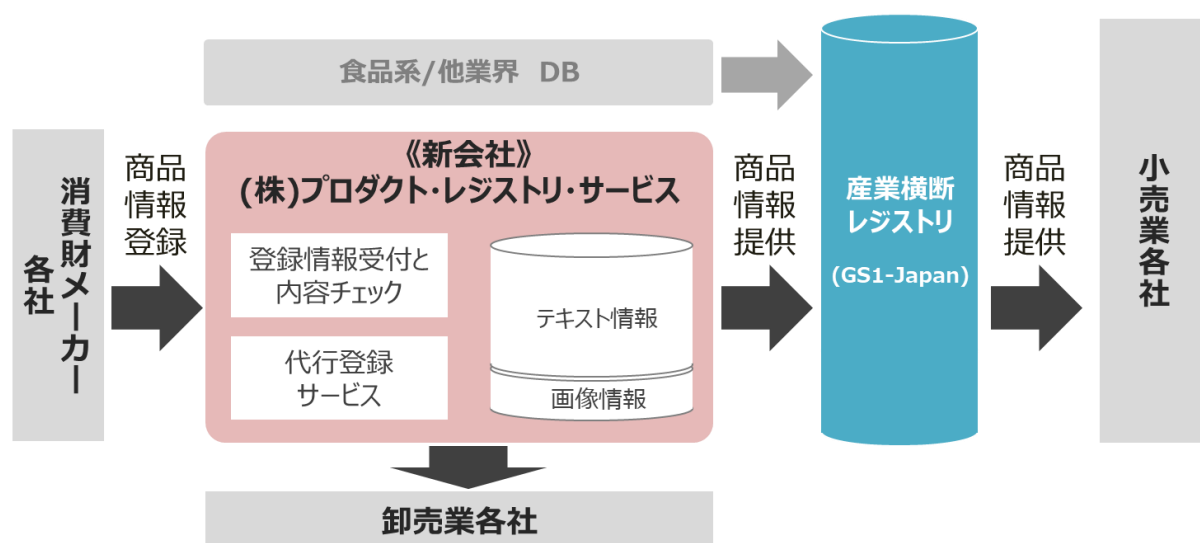 食品系/他業界 DB
消費財メーカー
各社
商品
情報
登録
《新会社》
(株)プロダクト・レジストリ・サービス
登録情報受付と
内容チェック
代行登録
サービス
テキスト情報
画像情報
商品
情報
提供
産業横断
レジストリ
(GS1-Japan)
商品
情報
提供
小売業各社
卸売業各社